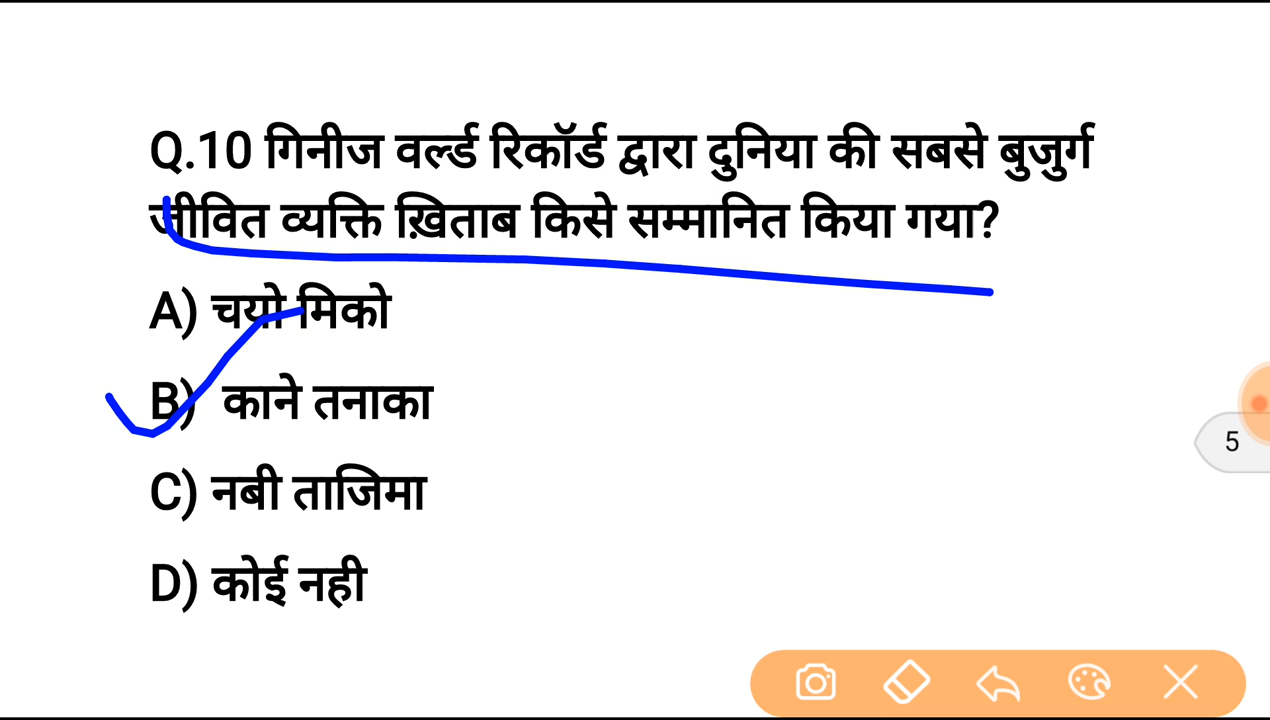 Q.10 गिनीज वर्ल्ड रिकॉर्ड द्वारा दुनिया की सबसे बुजुर्ग
जीवित व्यक्ति ख़िताब किसे सम्मानित किया गया?
A) चयो मिको
B) काने तनाका
C) नबी ताजिमा
D) कोई नही
5